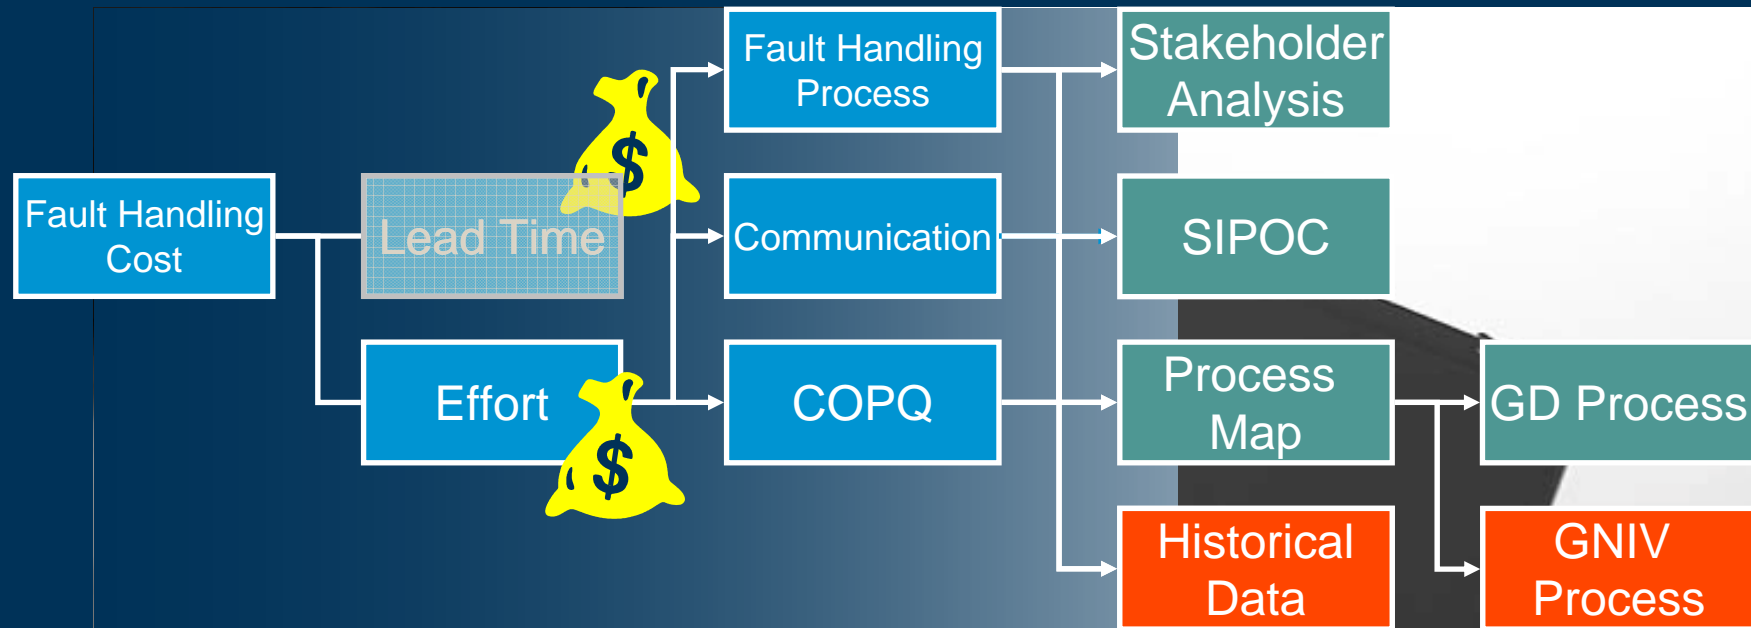 Fault Handling
Cost
Lead Time
$
Effort
$
Fault Handling
Process
Communication
COPQ
Stakeholder
Analysis
SIPOC
Process
Map
Historical
Data
GD Process
GNIV
Process